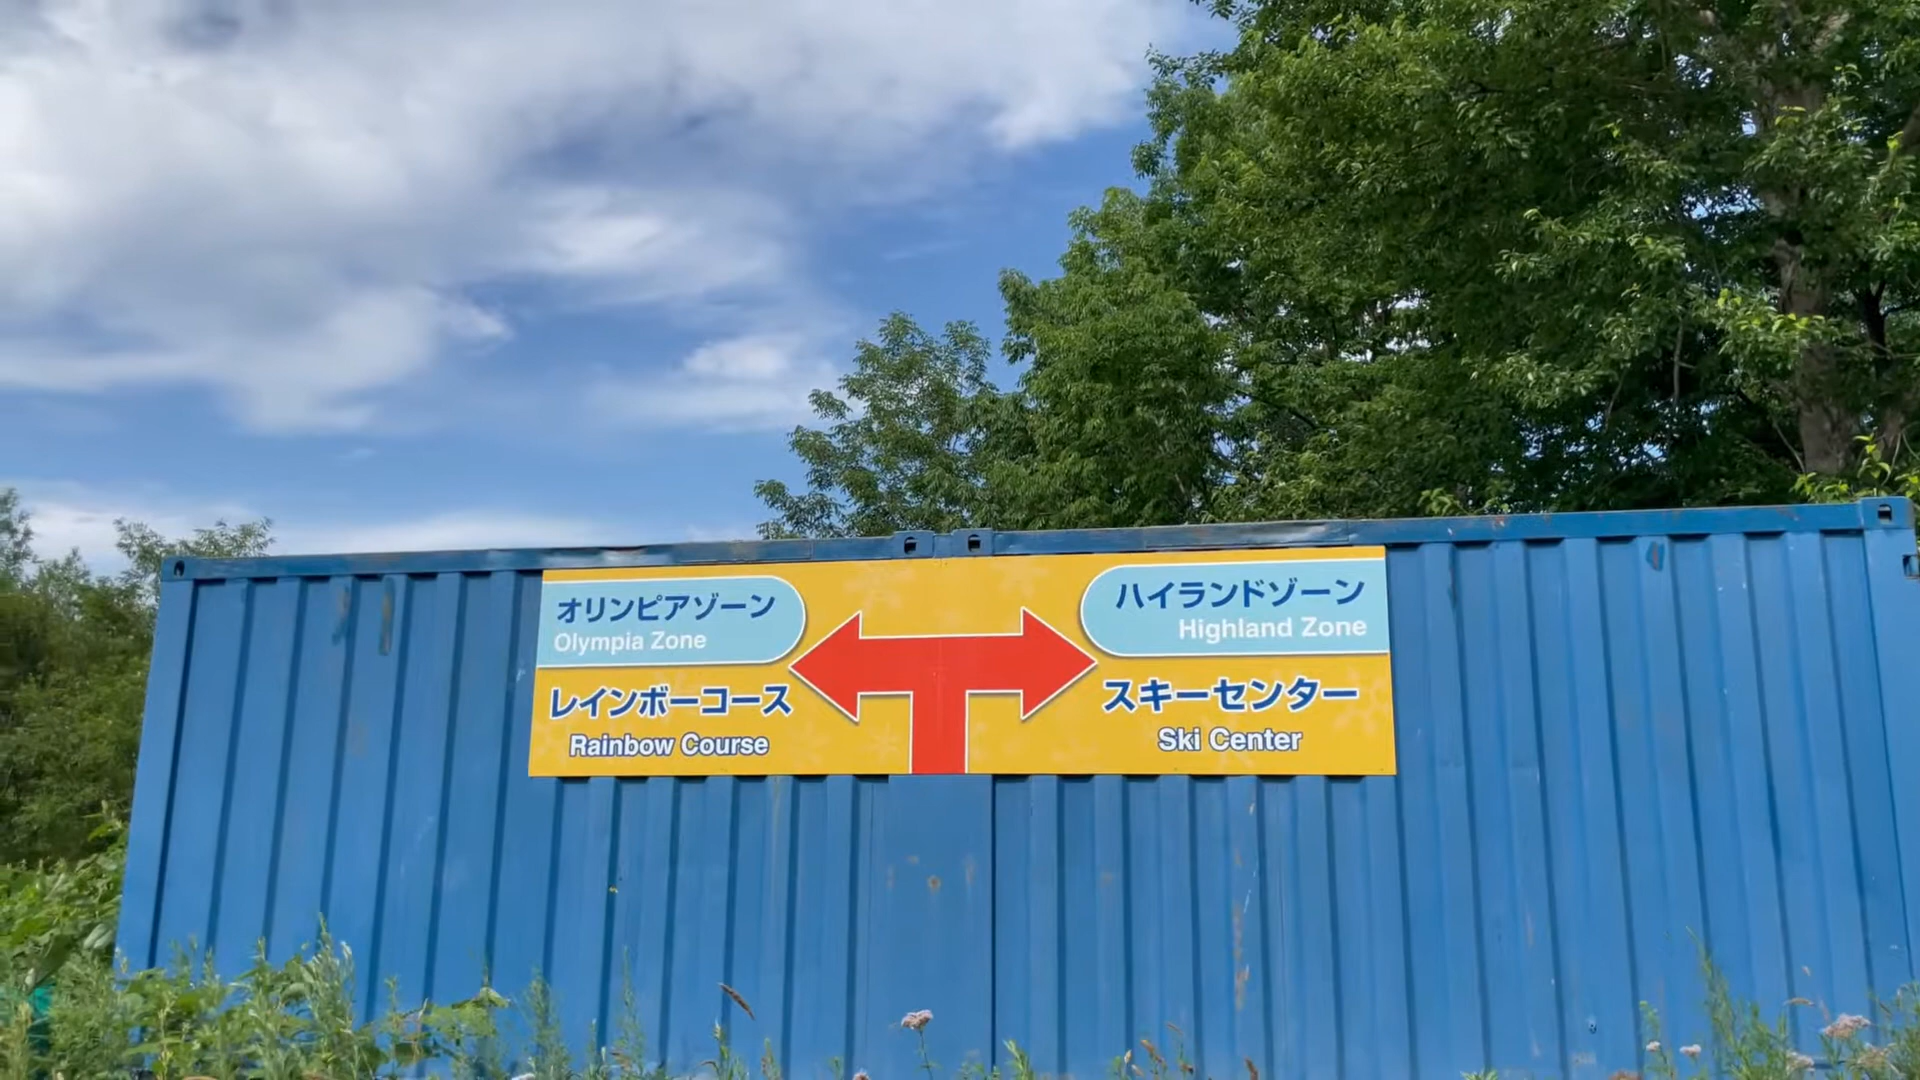 オリンピアゾーン
Olympia Zone
レインボーコース
Rainbow Course
ハイランドゾーン
Highland Zone
スキーセンター
Ski Center